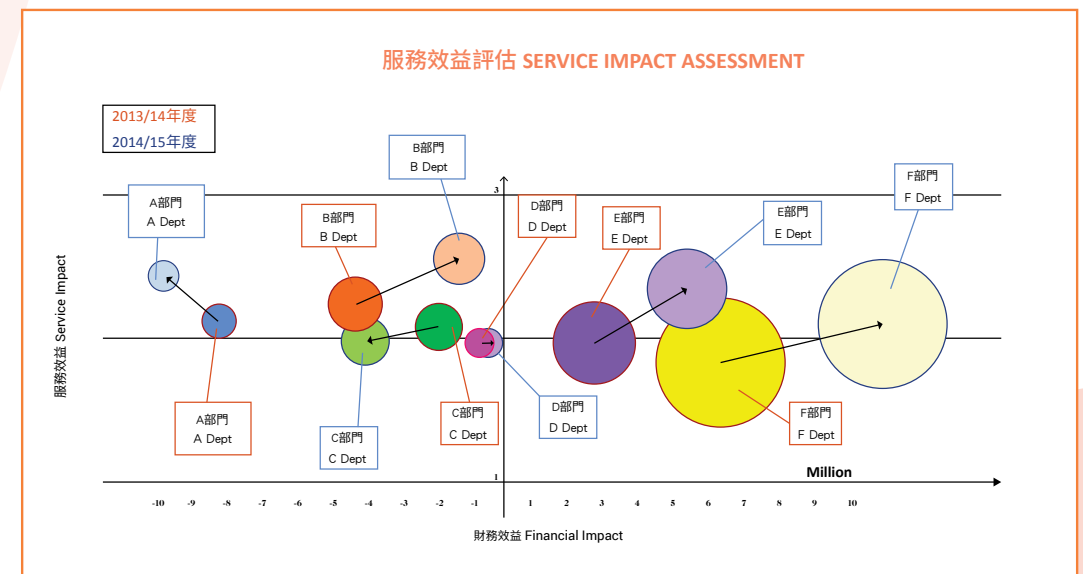 服務效益評估 SERVICE IMPACT ASSESSMENT
2013/14年度
2014/15年度
B部門
B Dept
A部門
A Dept
B部門
B Dept
3
D部門
D Dept
E部門
E Dept
E部門
E Dept
F部門
F Dept
服務效益 Service Impact
A部門
A Dept
C部門
C Dept
C部門
C Dept
D部門
D Dept
F部門
F Dept
Million
1
-10 -9 -8 -7 -6 -5 -4 -3 -2 -1 1 2 3 4 5 6 7 8 9 10
財務效益 Financial Impact